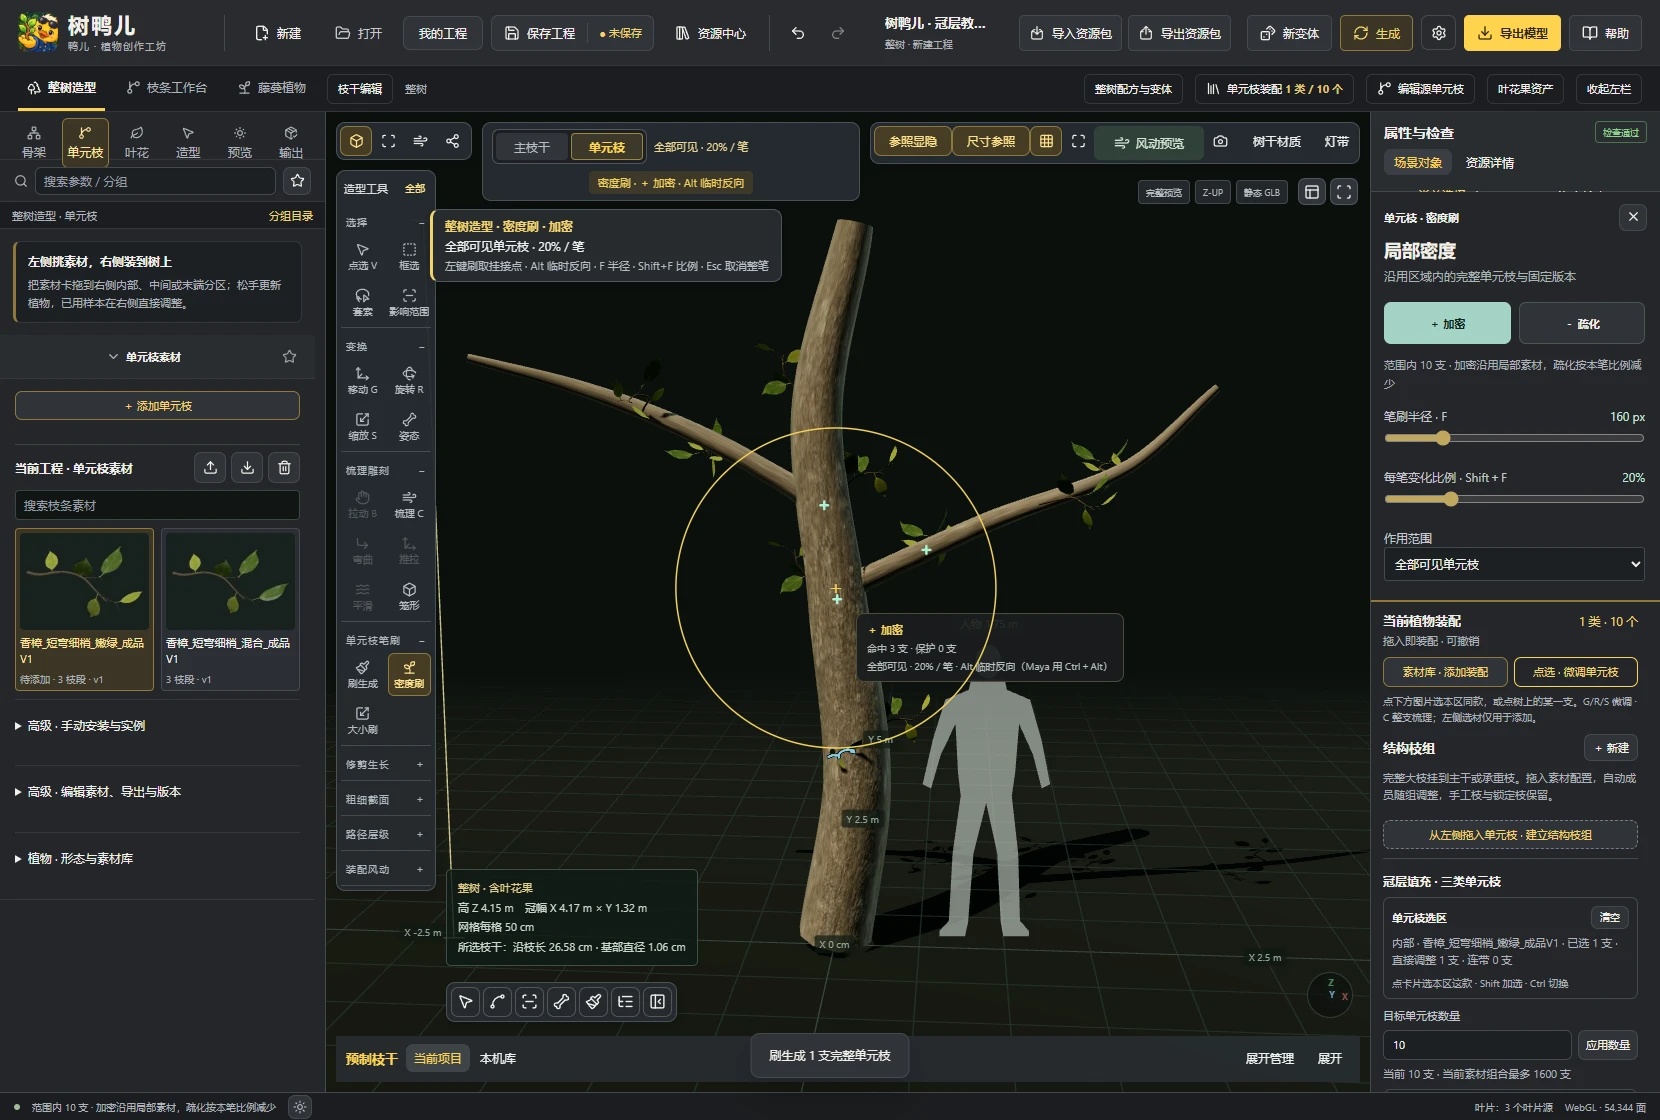 树鸭儿
鸭儿 · 植物创作工坊
新建
打开
我的工程
保存工程
● 未保存
资源中心
树鸭儿 · 冠层教...
整树 · 新建工程
导入资源包
导出资源包
新变体
生成
导出模型
帮助
整树造型
枝条工作台
藤蔓植物
枝干编辑
整树
整树配方与变体
单元枝装配 1 类 / 10 个
编辑源单元枝
叶花果资产
收起左栏
骨架
单元枝
叶花
造型
预览
输出
搜索参数 / 分组
整树造型 · 单元枝
分组目录
左侧挑素材，右侧装到树上
把素材卡拖到右侧内部、中间或末端分区；松手更新
植物，已用样本在右侧直接调整。
单元枝素材
+ 添加单元枝
当前工程 · 单元枝素材
搜索枝条素材
香樟_短穹细梢_嫩绿_成品
V1
待添加 · 3 枝段 · v1
香樟_短穹细梢_混合_成品
V1
3 枝段 · v1
高级 · 手动安装与实例
高级 · 编辑素材、导出与版本
植物 · 形态与素材库
范围内 10 支 · 加密沿用局部素材，疏化按本笔比例减少
主枝干
单元枝
全部可见 · 20% / 笔
密度刷 · + 加密 · Alt 临时反向
参照显隐
尺寸参照
风动预览
树干材质
灯带
完整预览
Z-UP
静态 GLB
造型工具
全部
选择
点选 V
框选
套索
影响范围
变换
移动 G
旋转 R
缩放 S
姿态
梳理雕刻
拉动 B
梳理 C
弯曲
推拉
平滑
笼形
单元枝笔刷
刷生成
密度刷
大小刷
修剪生长
+
粗细截面
+
路径层级
+
装配风动
+
整树造型 · 密度刷 · 加密
全部可见单元枝 · 20% / 笔
左键刷取挂接点 · Alt 临时反向 · F 半径 · Shift+F 比例 · Esc 取消整笔
+ 加密
命中 3 支 · 保护 0 支
全部可见 · 20% / 笔 · Alt 临时反向（Maya 用 Ctrl + Alt）
Y 5 m
Y 2.5 m
X 0 cm
X -2.5 m
X 2.5 m
整树 · 含叶花果
高 Z 4.15 m 冠幅 X 4.17 m × Y 1.32 m
网格每格 50 cm
所选枝干：沿枝长 26.58 cm · 基部直径 1.06 cm
Z
Y
X
预制枝干
当前项目
本机库
刷生成 1 支完整单元枝
展开管理
展开
属性与检查
检查通过
场景对象
资源详情
单元枝 · 密度刷
局部密度
沿用区域内的完整单元枝与固定版本
+ 加密
- 疏化
范围内 10 支 · 加密沿用局部素材，疏化按本笔比例减
少
笔刷半径 · F
160 px
每笔变化比例 · Shift + F
20%
作用范围
全部可见单元枝
当前植物装配
1 类 · 10 个
拖入即装配 · 可撤销
素材库 · 添加装配
点选 · 微调单元枝
点下方图片选本区同款，或点树上的某一支。G/R/S 微调 ·
C 整支梳理；左侧选材仅用于添加。
结构枝组
+ 新建
完整大枝挂到主干或承重枝。拖入素材配置，自动成
员随组调整，手工枝与锁定枝保留。
从左侧拖入单元枝 · 建立结构枝组
冠层填充 · 三类单元枝
单元枝选区
清空
内部 · 香樟_短穹细梢_嫩绿_成品V1 · 已选 1 支 ·
直接调整 1 支 · 连带 0 支
点卡片选本区这款 · Shift 加选 · Ctrl 切换
目标单元枝数量
10
应用数量
当前 10 支 · 当前素材组合最多 1600 支
叶片：3 个叶片源
WebGL · 54,344 面